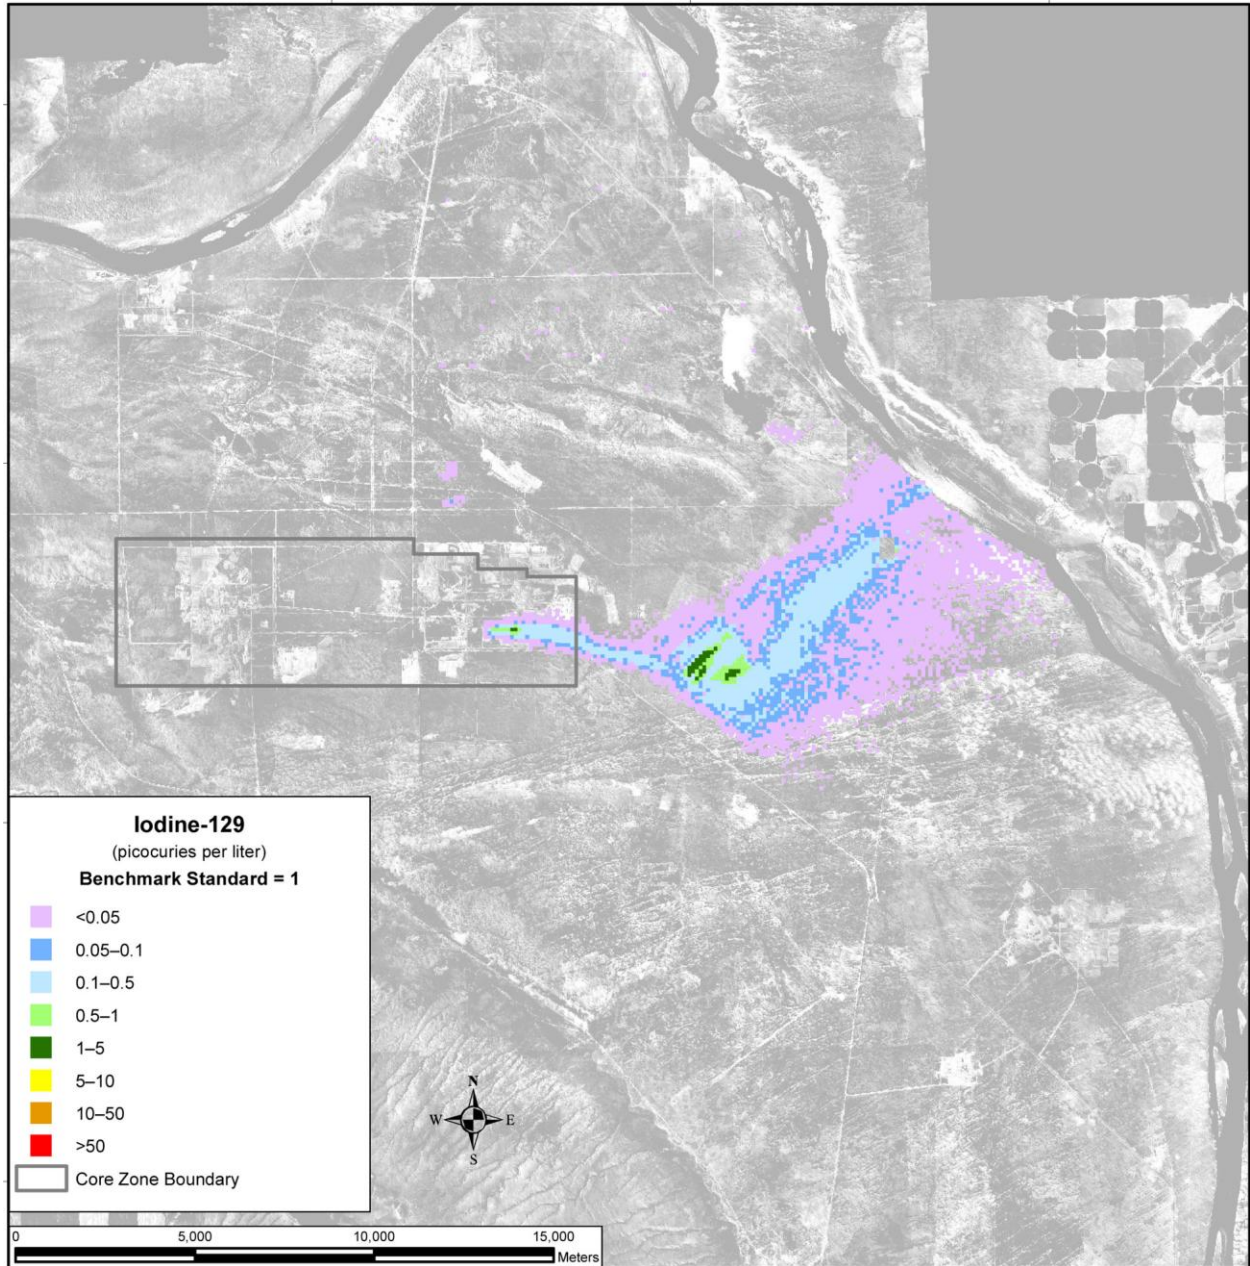 Iodine-129
(picocuries per liter)
Benchmark Standard = 1
<0.05
0.05–0.1
0.1–0.5
0.5–1
1–5
5–10
10–50
>50
Core Zone Boundary
N
W E
S
0 5,000 10,000 15,000
Meters